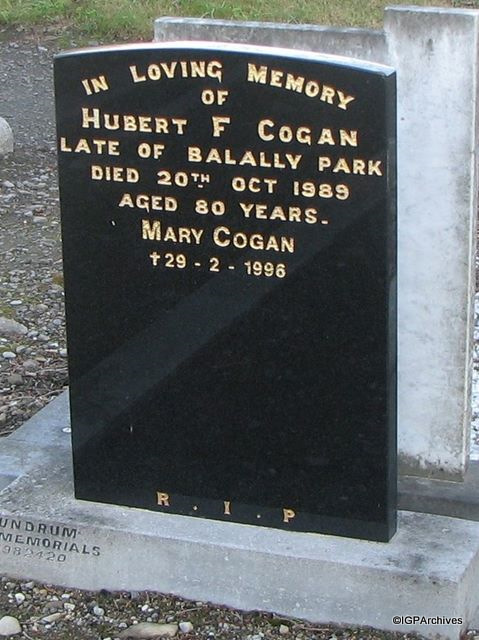 IN LOVING MEMORY
OF
HUBERT F COGAN
LATE OF BALALLY PARK
DIED 20TH OCT 1989
AGED 80 YEARS-
MARY COGAN
†29-2-1996
R.I.P
UNDRUM
MEMORIALS
982420
©IGPArchives